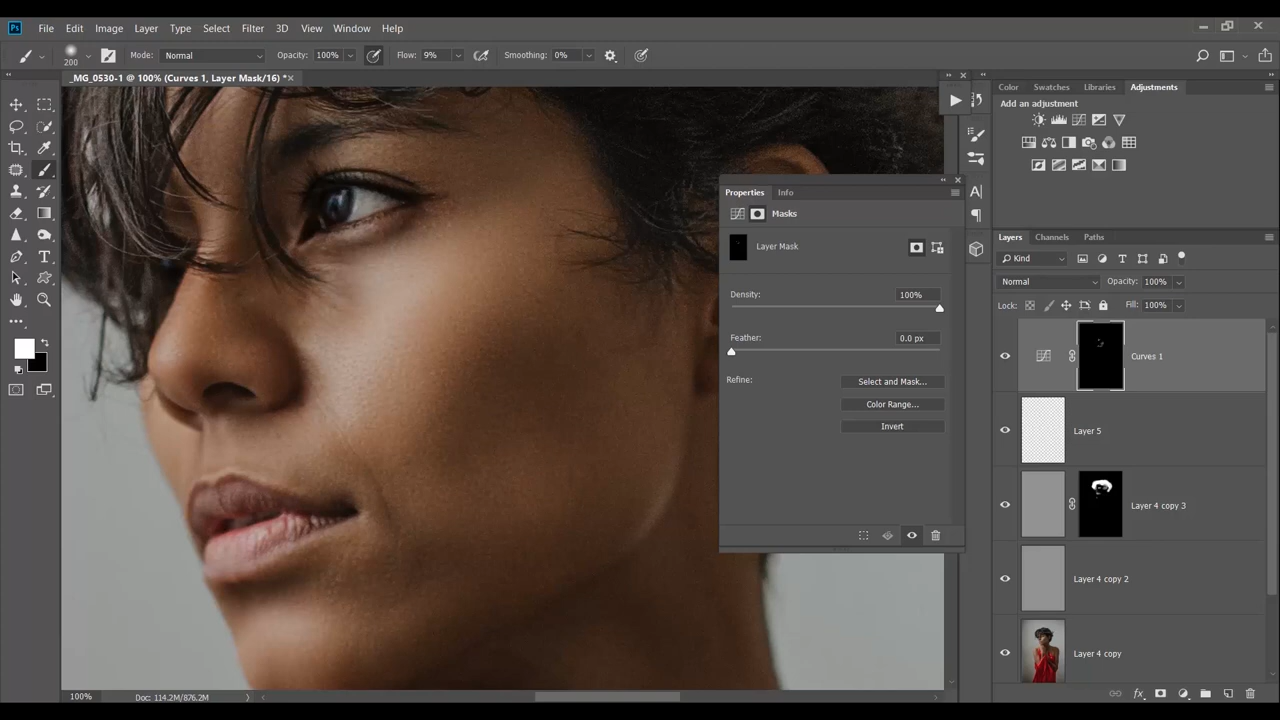 Ps File Edit Image Layer Type Select Filter 3D View Window Help
200 Mode: Normal Opacity: 100% Flow: 9% Smoothing: 0%
_MG_0530-1 @ 100% (Curves 1, Layer Mask/16) *
Color Swatches Libraries Adjustments
Add an adjustment
Properties Info
Masks
Layer Mask
Density: 100%
Feather: 0.0 px
Refine: Select and Mask...
Color Range...
Invert
Layers Channels Paths
Kind
Normal Opacity: 100%
Lock: Fill: 100%
Curves 1
Layer 5
Layer 4 copy 3
Layer 4 copy 2
Layer 4 copy
fx
100% Doc: 114.2M/876.2M